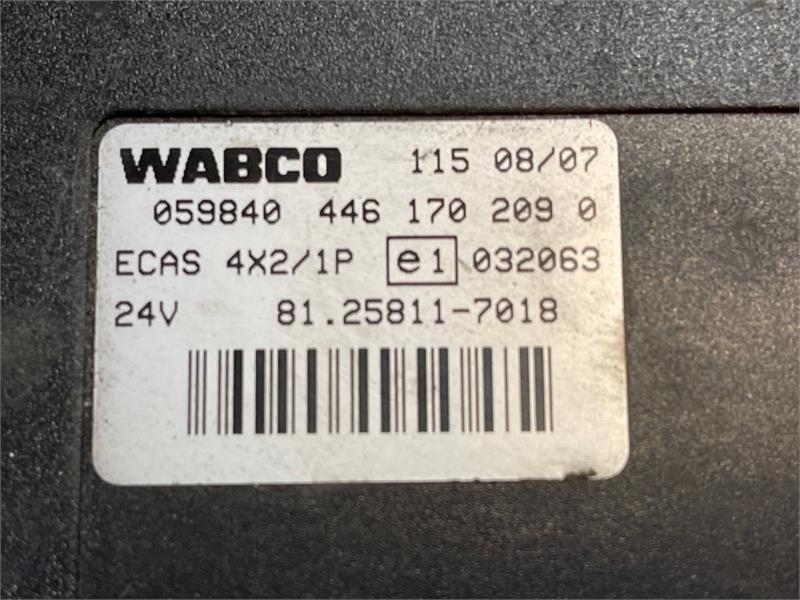 WABCO 115 08/07
059840 446 170 209 0
ECAS 4X2/1P e1 032063
24V 81.25811-7018